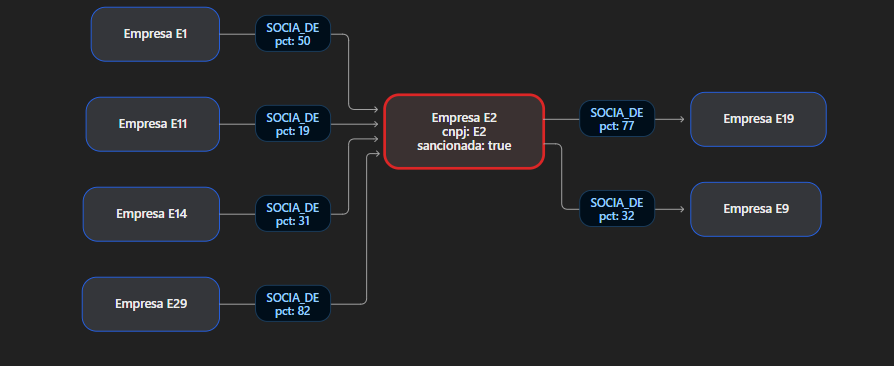 Empresa E1
SOCIA_DE
pct: 50
Empresa E11
SOCIA_DE
pct: 19
Empresa E14
SOCIA_DE
pct: 31
Empresa E29
SOCIA_DE
pct: 82
Empresa E2
cnpj: E2
sancionada: true
SOCIA_DE
pct: 77
Empresa E19
SOCIA_DE
pct: 32
Empresa E9